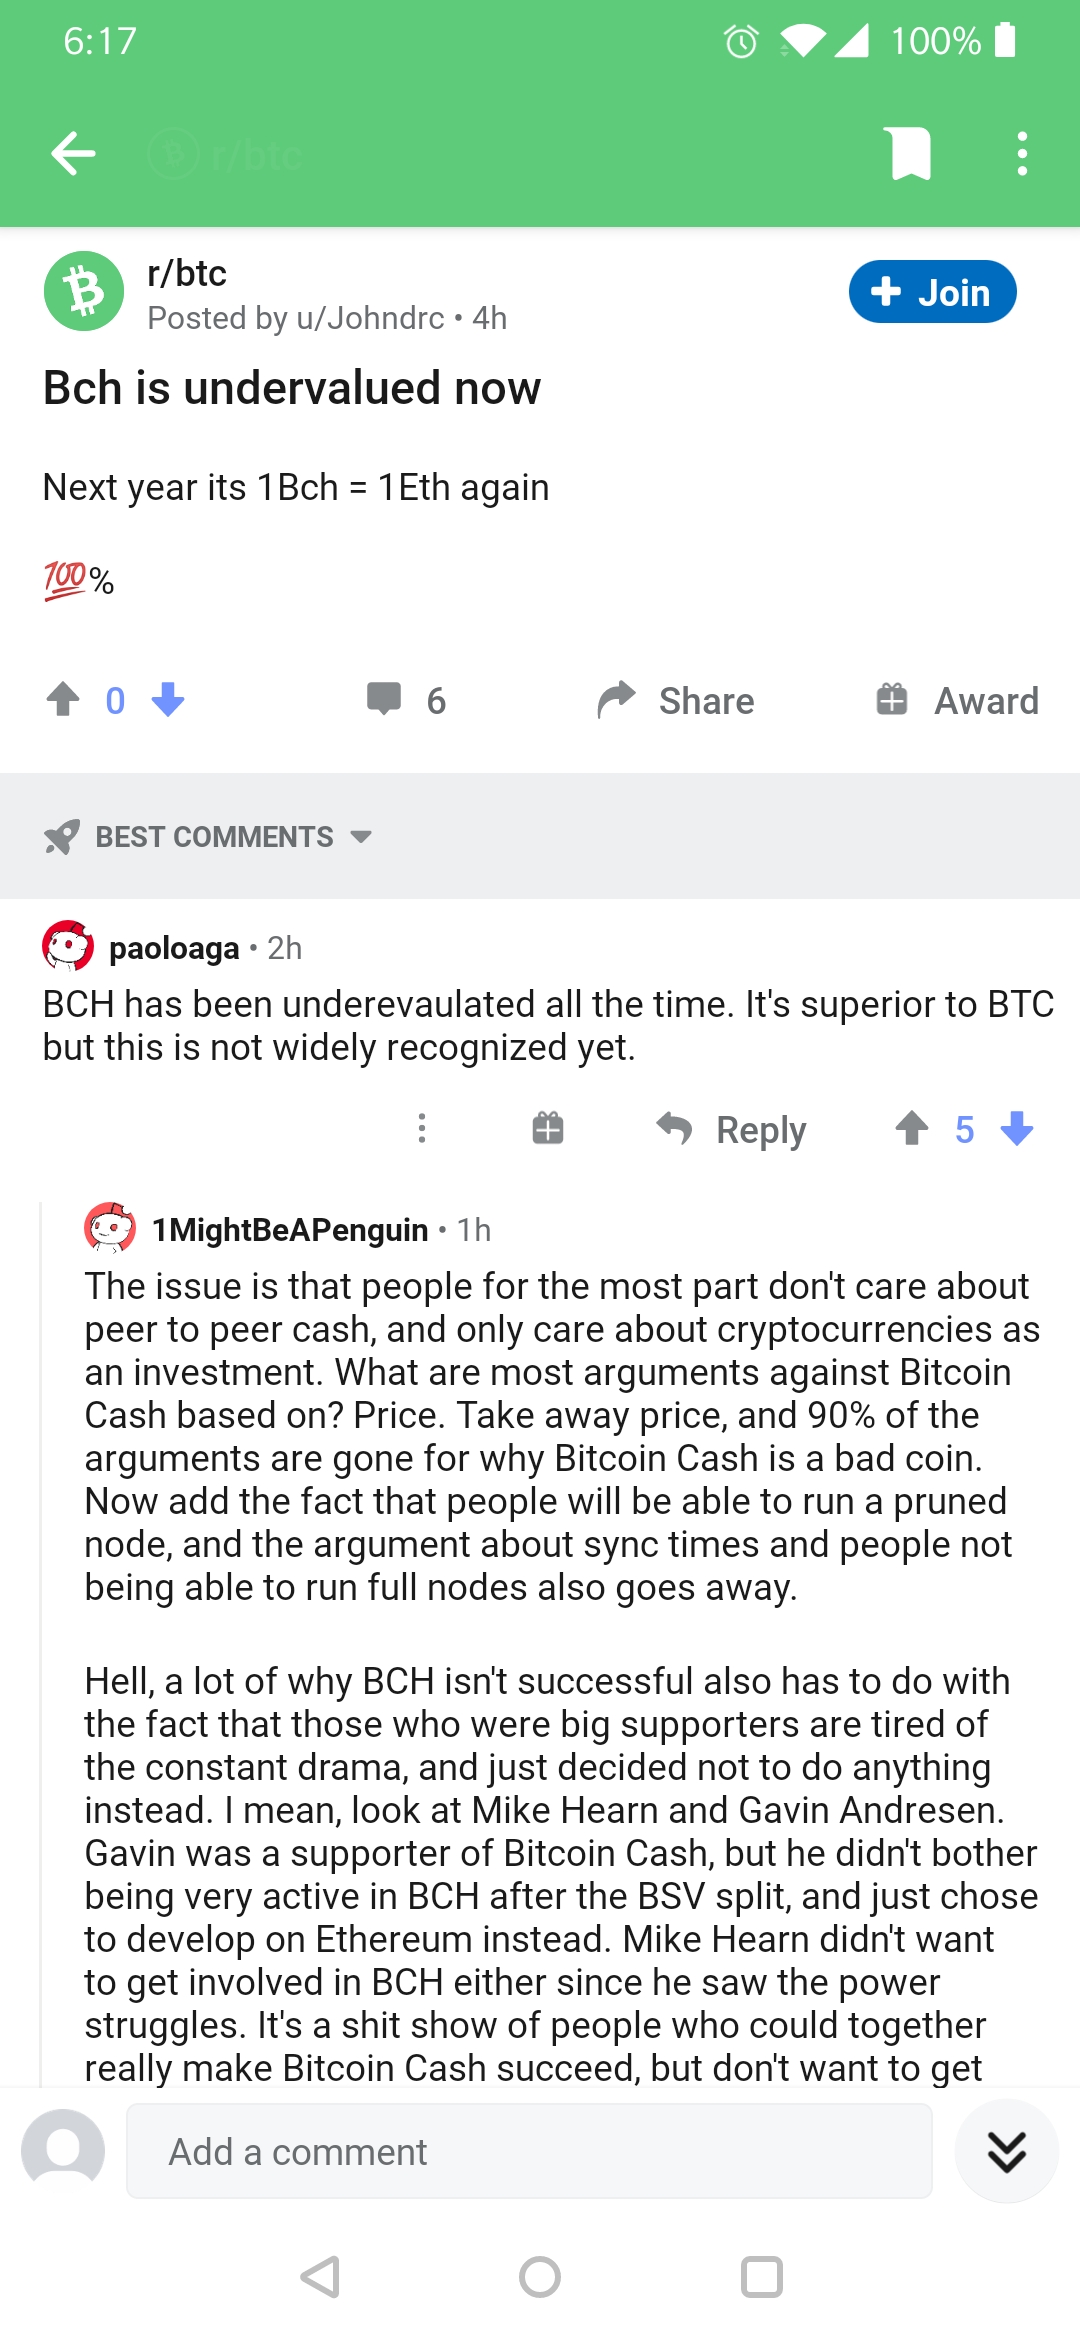 6:17
100%
r/btc
r/btc
Join
Posted by u/Johndrc • 4h
Bch is undervalued now
Next year its 1Bch = 1Eth again
💯%
0
6
Share
Award
BEST COMMENTS
paoloaga • 2h
BCH has been underevaulated all the time. It's superior to BTC
but this is not widely recognized yet.
Reply
5
1MightBeAPenguin • 1h
The issue is that people for the most part don't care about
peer to peer cash, and only care about cryptocurrencies as
an investment. What are most arguments against Bitcoin
Cash based on? Price. Take away price, and 90% of the
arguments are gone for why Bitcoin Cash is a bad coin.
Now add the fact that people will be able to run a pruned
node, and the argument about sync times and people not
being able to run full nodes also goes away.
Hell, a lot of why BCH isn't successful also has to do with
the fact that those who were big supporters are tired of
the constant drama, and just decided not to do anything
instead. I mean, look at Mike Hearn and Gavin Andresen.
Gavin was a supporter of Bitcoin Cash, but he didn't bother
being very active in BCH after the BSV split, and just chose
to develop on Ethereum instead. Mike Hearn didn't want
to get involved in BCH either since he saw the power
struggles. It's a shit show of people who could together
really make Bitcoin Cash succeed, but don't want to get
Add a comment